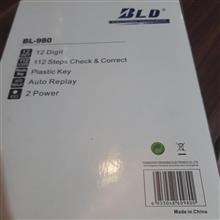 BLD
BL-980
12 Digit
112 Steps Check & Correct
Plastic Key
Auto Replay
2 Power
Made in China